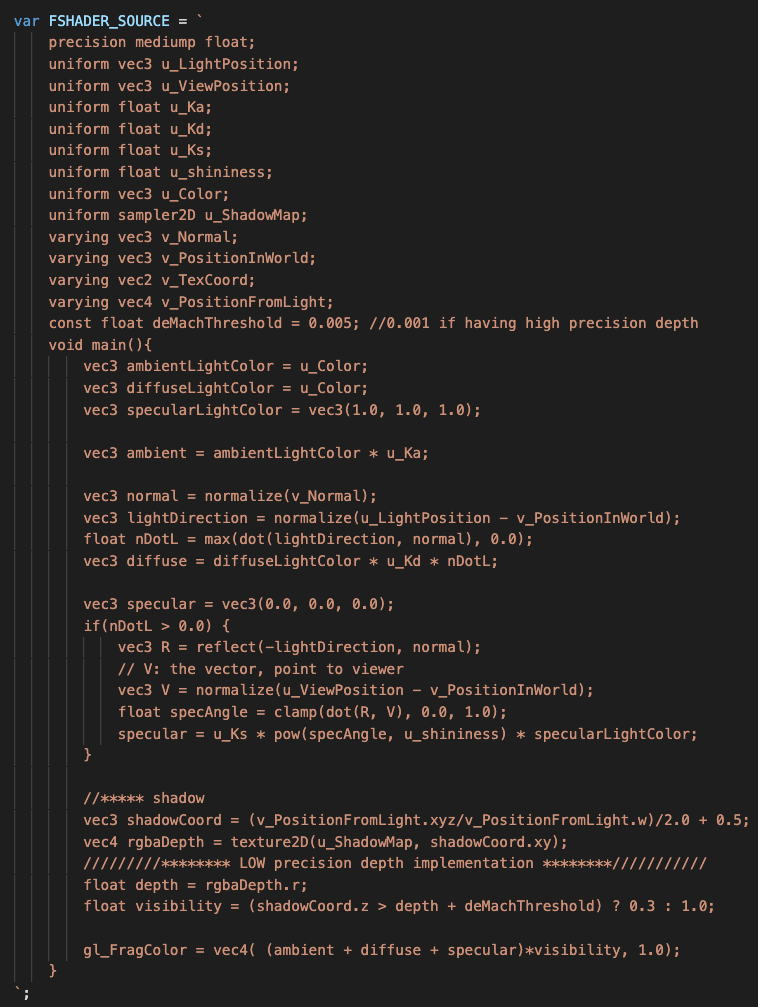 var FSHADER_SOURCE = `
    precision mediump float;
    uniform vec3 u_LightPosition;
    uniform vec3 u_ViewPosition;
    uniform float u_Ka;
    uniform float u_Kd;
    uniform float u_Ks;
    uniform float u_shininess;
    uniform vec3 u_Color;
    uniform sampler2D u_ShadowMap;
    varying vec3 v_Normal;
    varying vec3 v_PositionInWorld;
    varying vec2 v_TexCoord;
    varying vec4 v_PositionFromLight;
    const float deMachThreshold = 0.005; //0.001 if having high precision depth
    void main(){
        vec3 ambientLightColor = u_Color;
        vec3 diffuseLightColor = u_Color;
        vec3 specularLightColor = vec3(1.0, 1.0, 1.0);

        vec3 ambient = ambientLightColor * u_Ka;

        vec3 normal = normalize(v_Normal);
        vec3 lightDirection = normalize(u_LightPosition - v_PositionInWorld);
        float nDotL = max(dot(lightDirection, normal), 0.0);
        vec3 diffuse = diffuseLightColor * u_Kd * nDotL;

        vec3 specular = vec3(0.0, 0.0, 0.0);
        if(nDotL > 0.0) {
            vec3 R = reflect(-lightDirection, normal);
            // V: the vector, point to viewer
            vec3 V = normalize(u_ViewPosition - v_PositionInWorld);
            float specAngle = clamp(dot(R, V), 0.0, 1.0);
            specular = u_Ks * pow(specAngle, u_shininess) * specularLightColor;
        }

        //***** shadow
        vec3 shadowCoord = (v_PositionFromLight.xyz/v_PositionFromLight.w)/2.0 + 0.5;
        vec4 rgbaDepth = texture2D(u_ShadowMap, shadowCoord.xy);
        /////////******** LOW precision depth implementation ********///////////
        float depth = rgbaDepth.r;
        float visibility = (shadowCoord.z > depth + deMachThreshold) ? 0.3 : 1.0;

        gl_FragColor = vec4( (ambient + diffuse + specular)*visibility, 1.0);
    }
`;